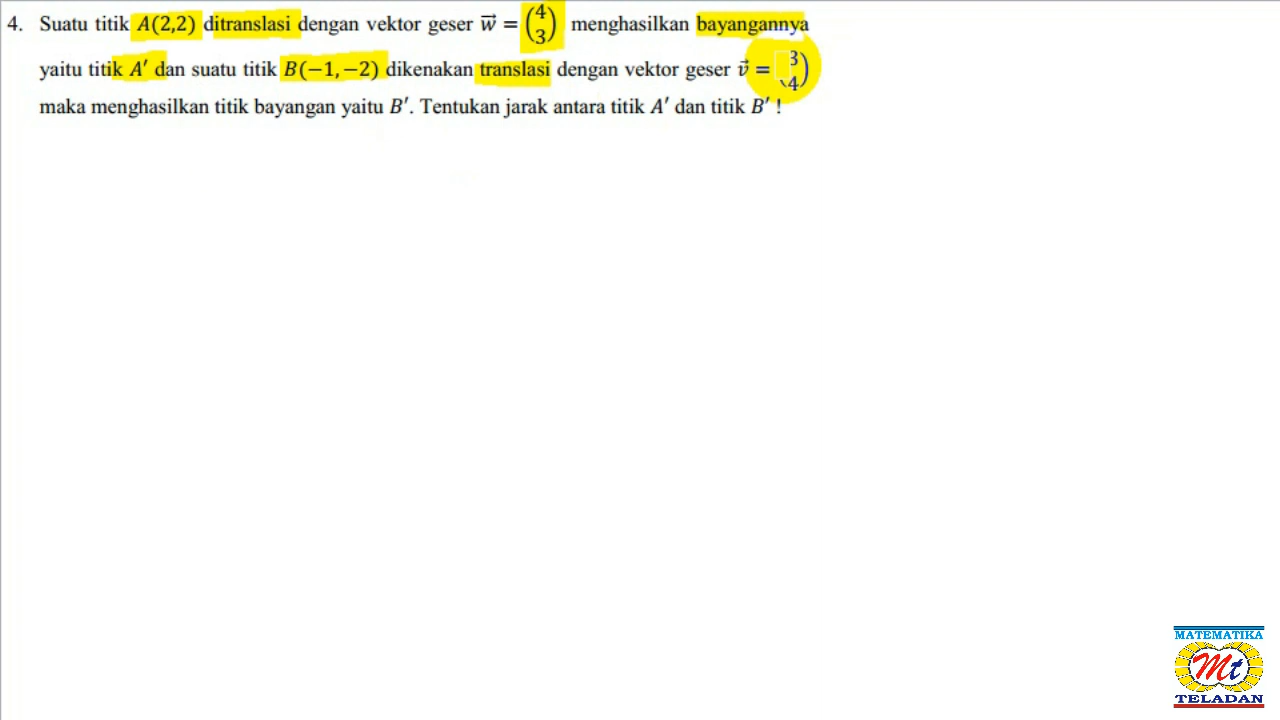 4. Suatu titik A(2,2) ditranslasi dengan vektor geser w⃗ = (4 3) menghasilkan bayangannya
yaitu titik A′ dan suatu titik B(−1,−2) dikenakan translasi dengan vektor geser v⃗ = 3 4)
maka menghasilkan titik bayangan yaitu B′. Tentukan jarak antara titik A′ dan titik B′ !
MATEMATIKA
Mt
TELADAN